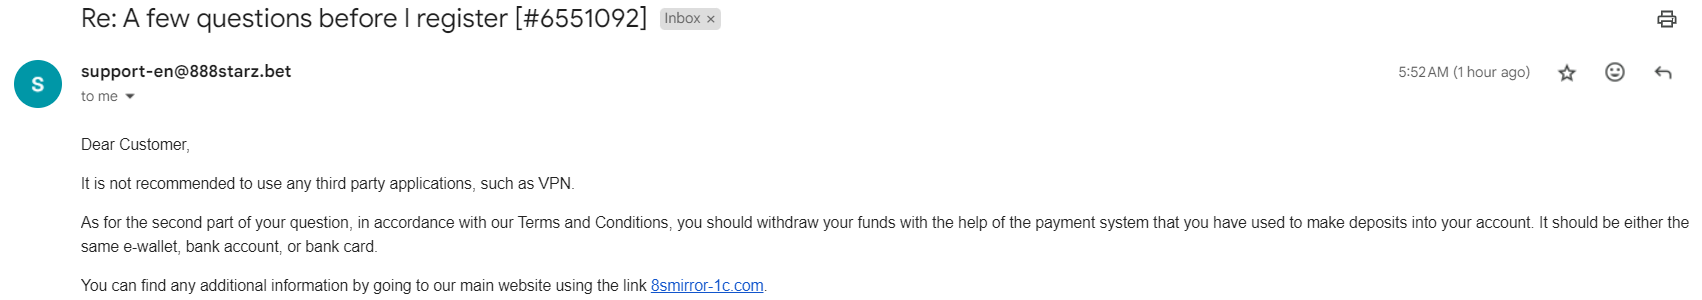 Re: A few questions before I register [#6551092] Inbox ×
S
support-en@888starz.bet 5:52 AM (1 hour ago)
to me
Dear Customer,
It is not recommended to use any third party applications, such as VPN.
As for the second part of your question, in accordance with our Terms and Conditions, you should withdraw your funds with the help of the payment system that you have used to make deposits into your account. It should be either the
same e-wallet, bank account, or bank card.
You can find any additional information by going to our main website using the link 8smirror-1c.com.